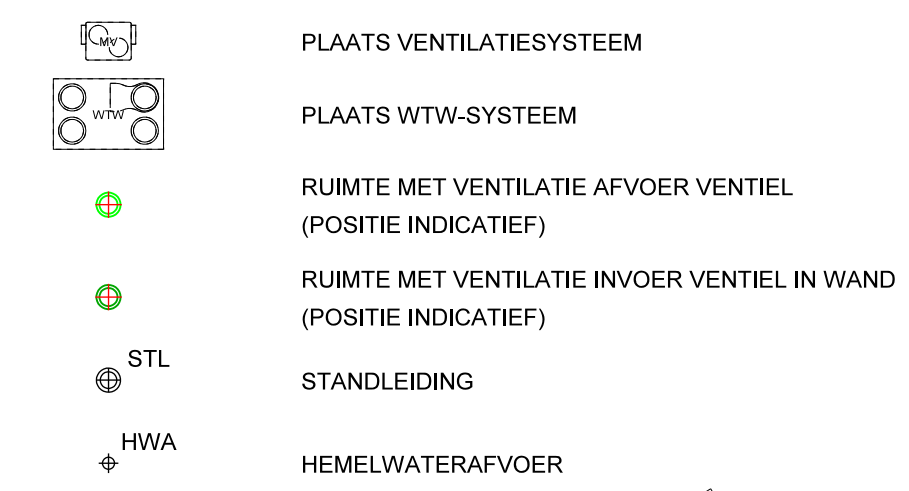 MV PLAATS VENTILATIESYSTEEM
WTW PLAATS WTW-SYSTEEM
RUIMTE MET VENTILATIE AFVOER VENTIEL
(POSITIE INDICATIEF)
RUIMTE MET VENTILATIE INVOER VENTIEL IN WAND
(POSITIE INDICATIEF)
STL
STANDLEIDING
HWA
HEMELWATERAFVOER